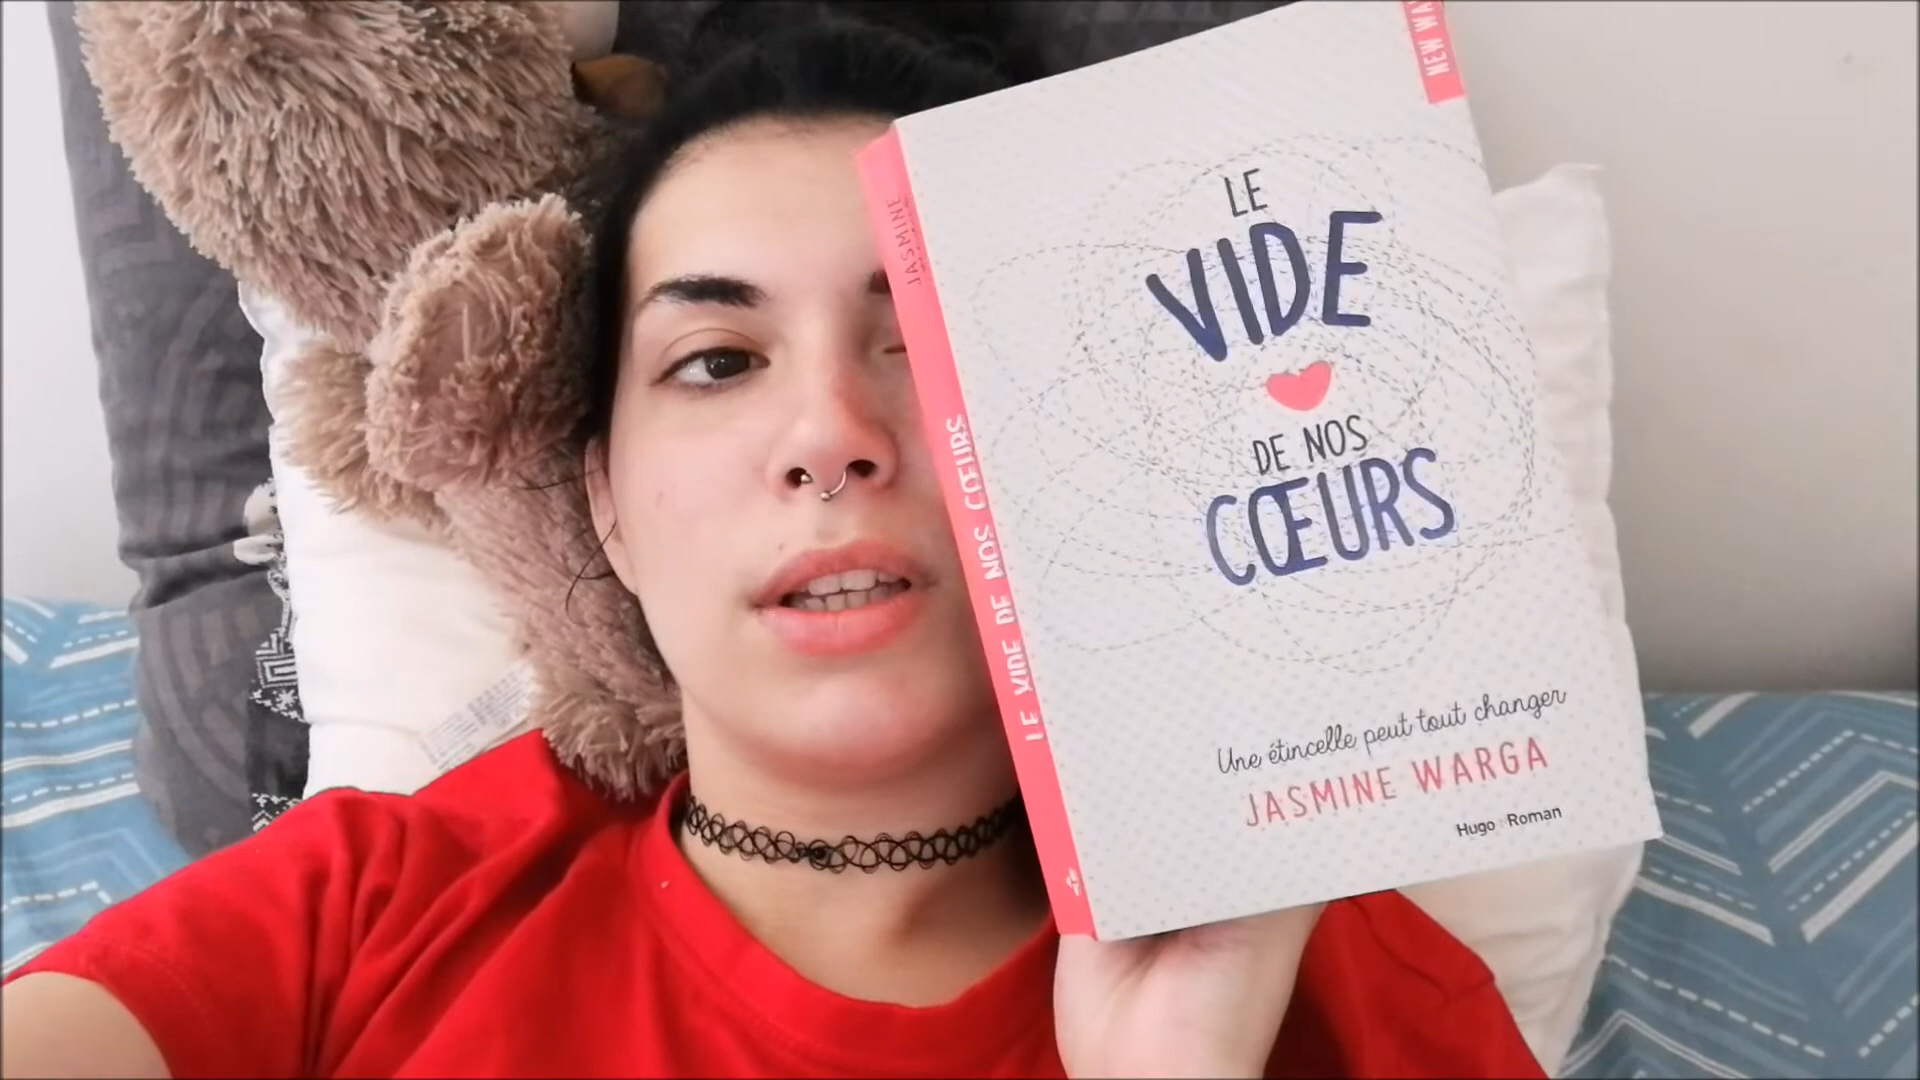 NEW WA
LE
VIDE
DE NOS
CŒURS
Une étincelle peut tout changer
JASMINE WARGA
Hugo Roman
JASMINE
LE VIDE DE NOS CŒURS